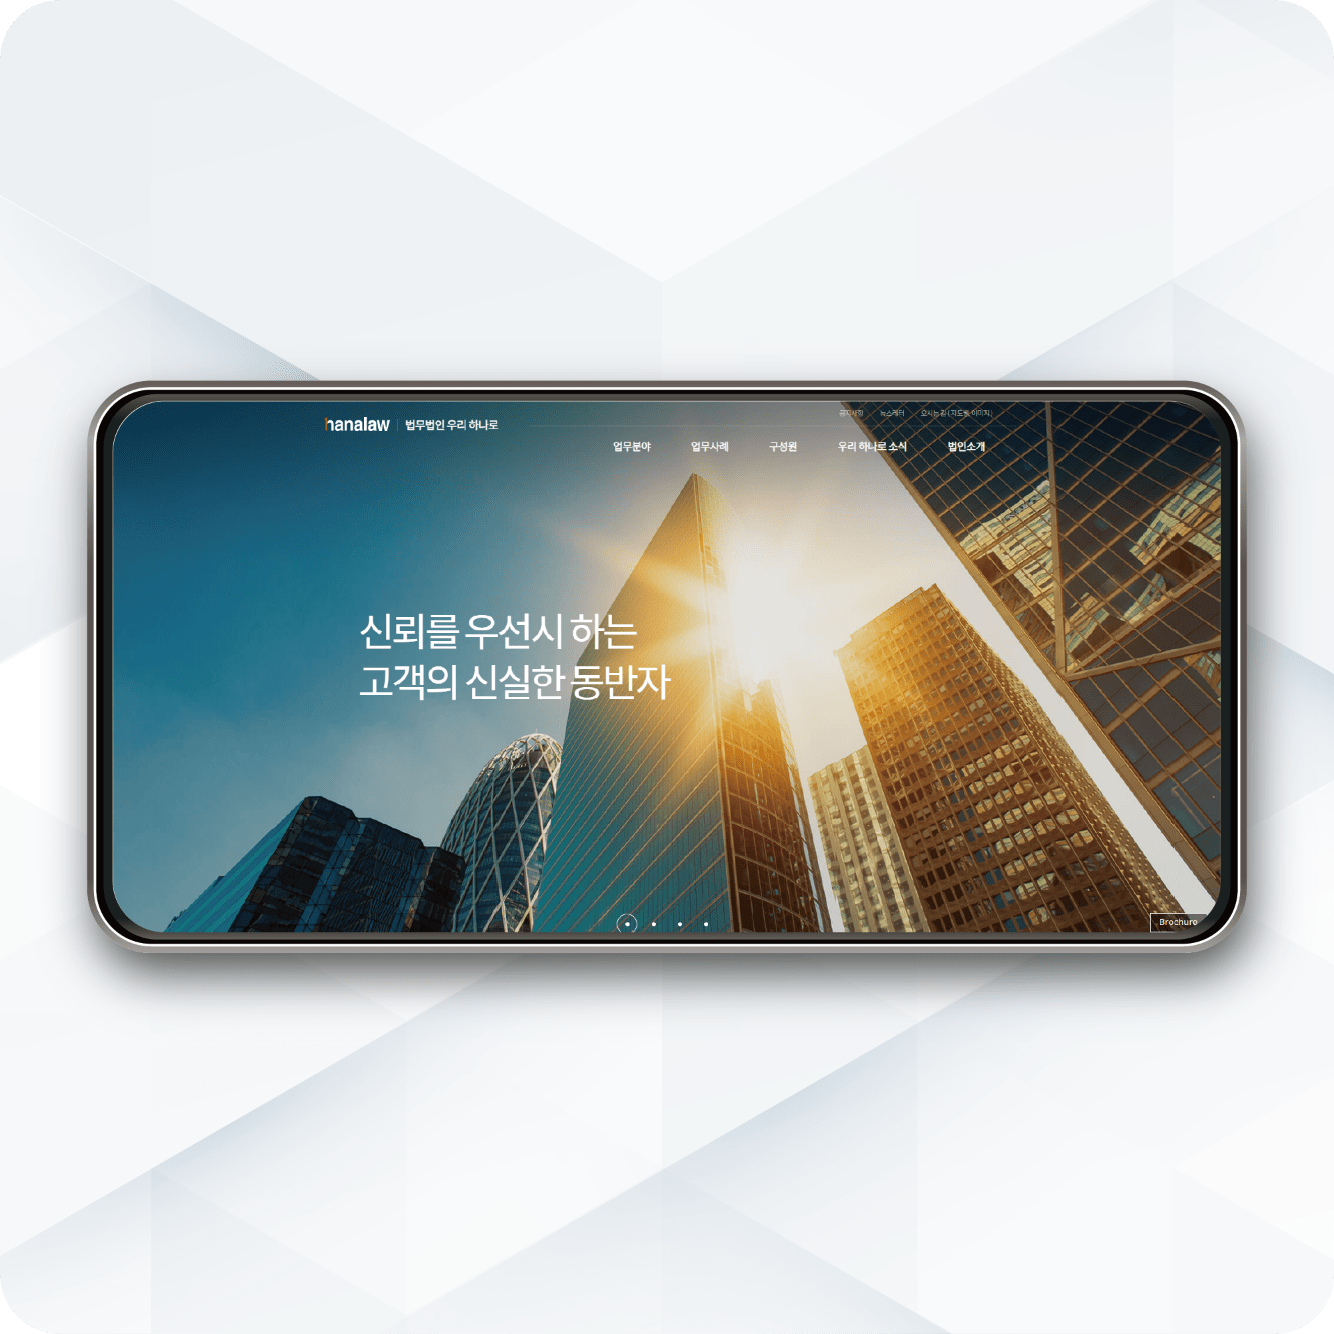 공지사항 뉴스레터 오시는 길
hanalaw 법무법인 우리 하나로
업무분야 업무사례 구성원 우리 하나로 소식 법인소개
신뢰를 우선시 하는
고객의 신실한 동반자
Brochure